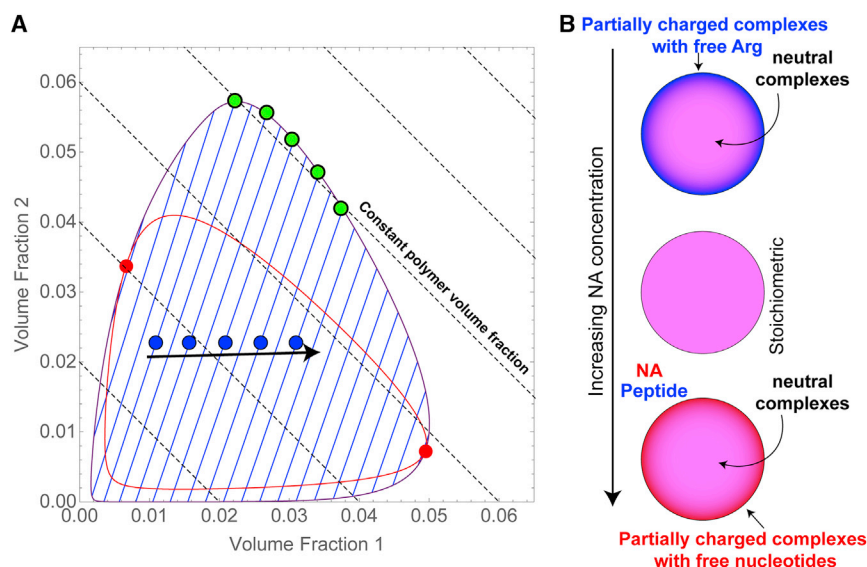 A
0.06
0.05
0.04
0.03
0.02
0.01
0.00
Volume Fraction 2
0.00
0.01
0.02
0.03
0.04
0.05
0.06
Volume Fraction 1
Constant polymer volume fraction
B
Partially charged complexes
with free Arg
neutral
complexes
Increasing NA concentration
Stoichiometric
NA
Peptide
neutral
complexes
Partially charged complexes
with free nucleotides